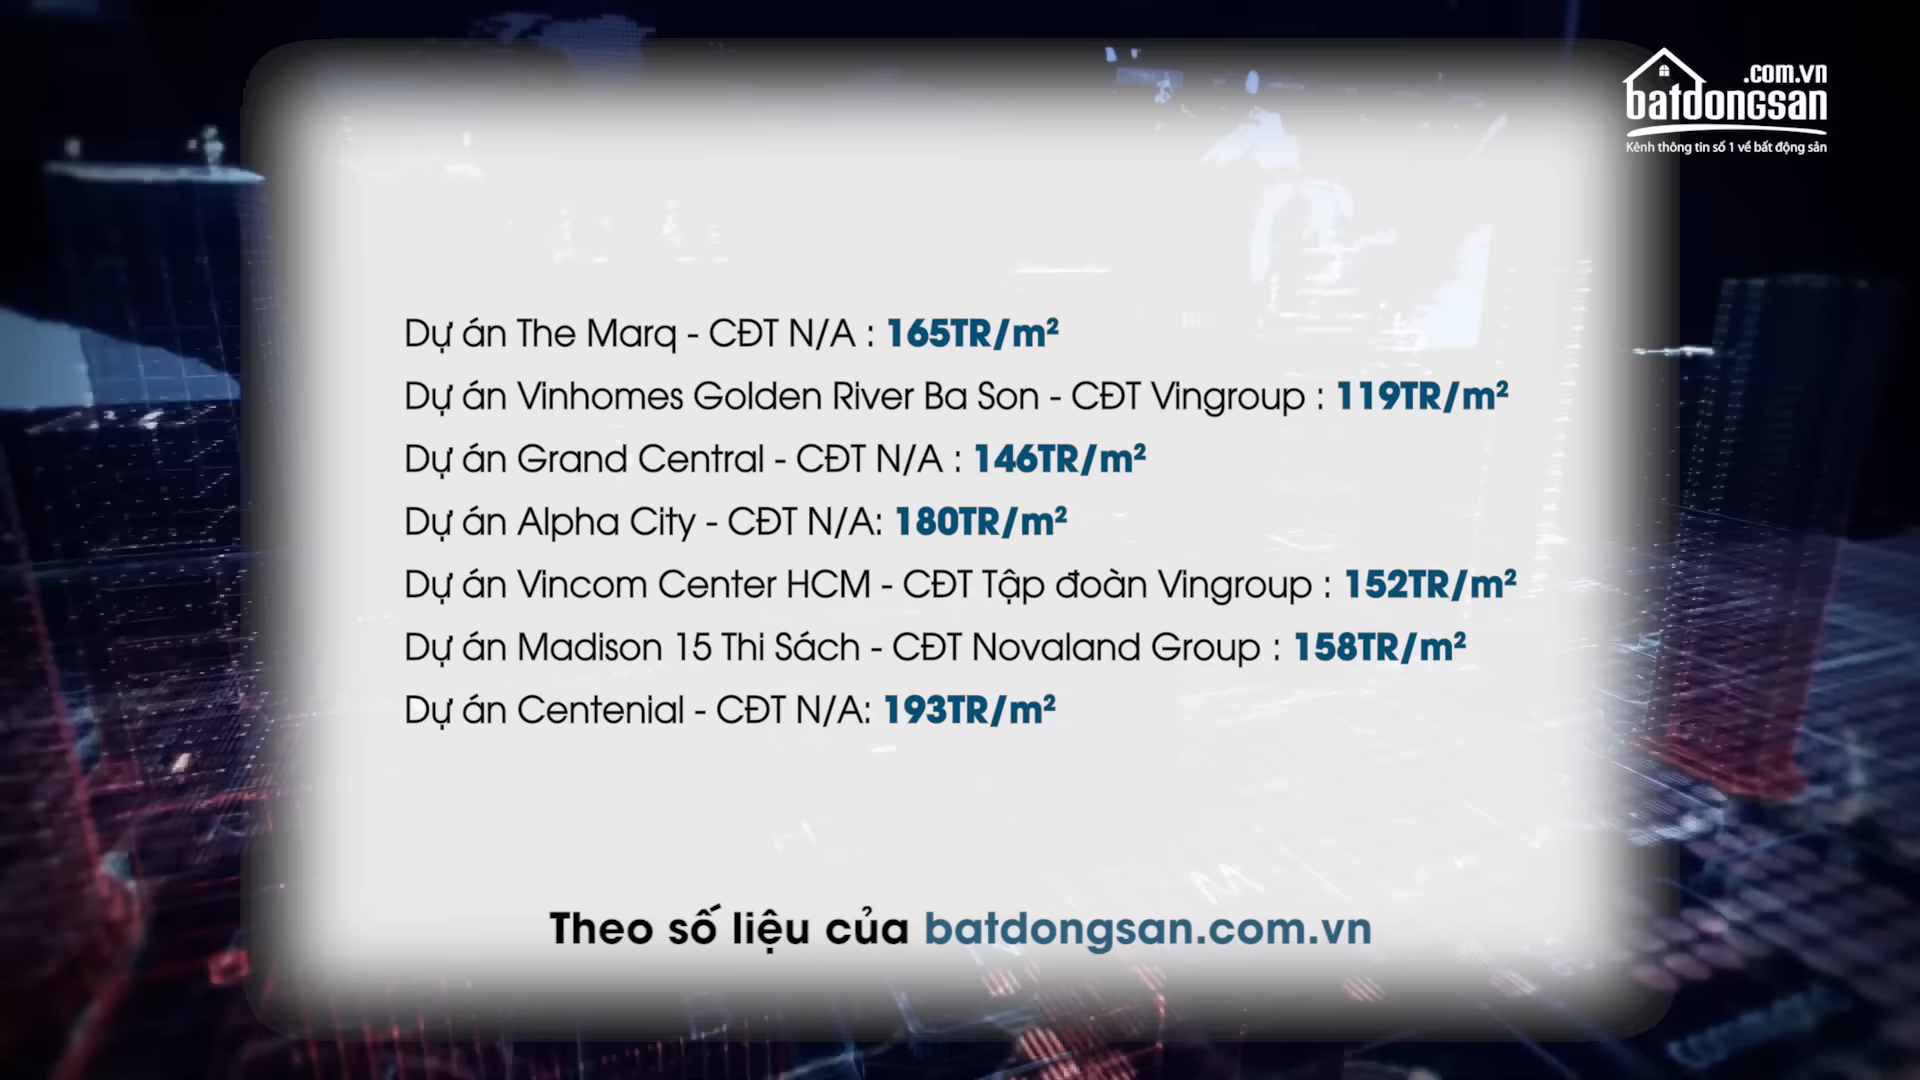 .com.vn
batdongsan
Kênh thông tin số 1 về bất động sản
Dự án The Marq - CĐT N/A : 165TR/m²
Dự án Vinhomes Golden River Ba Son - CĐT Vingroup : 119TR/m²
Dự án Grand Central - CĐT N/A : 146TR/m²
Dự án Alpha City - CĐT N/A: 180TR/m²
Dự án Vincom Center HCM - CĐT Tập đoàn Vingroup : 152TR/m²
Dự án Madison 15 Thi Sách - CĐT Novaland Group : 158TR/m²
Dự án Centenial - CĐT N/A: 193TR/m²
Theo số liệu của batdongsan.com.vn